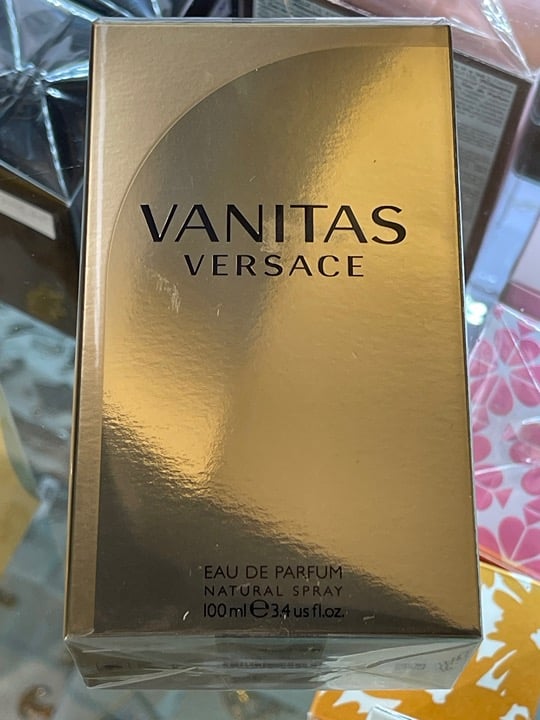 VANITAS
VERSACE
EAU DE PARFUM
NATURAL SPRAY
100 ml ℮ 3.4 us fl.oz.